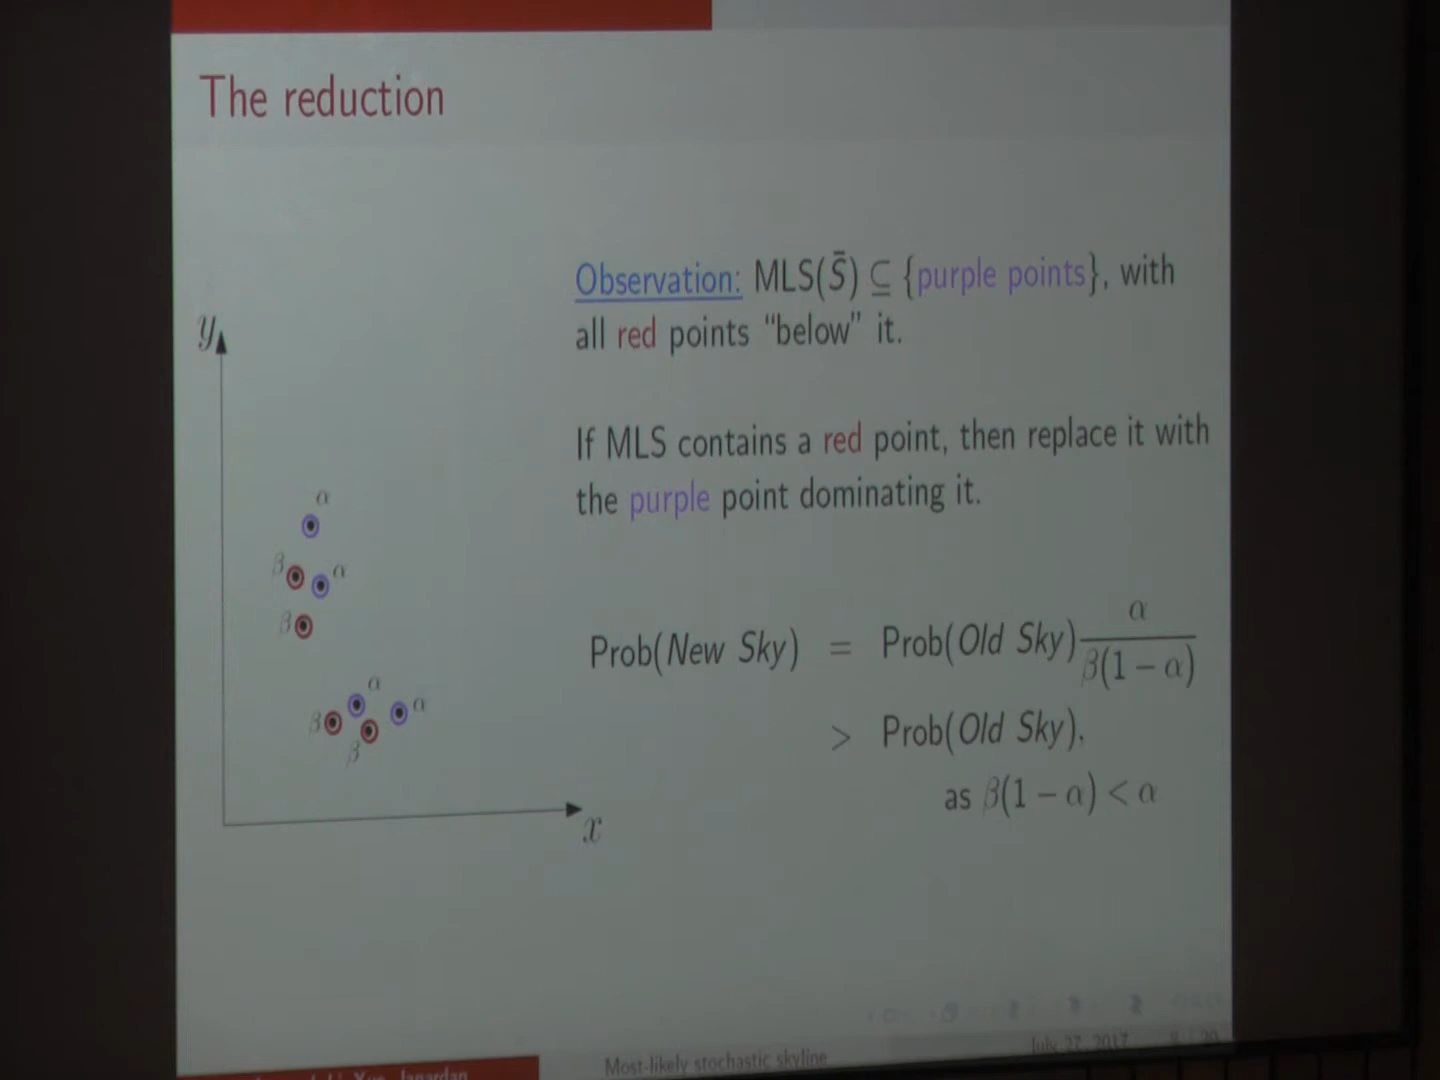 The reduction
Observation: MLS(S̄) ⊆ {purple points}, with
all red points "below" it.
If MLS contains a red point, then replace it with
the purple point dominating it.
y
α
β α
β
α
β α
β
x
Prob(New Sky) = Prob(Old Sky) α / β(1 − α)
> Prob(Old Sky),
as β(1 − α) < α
Janardan
Most-likely stochastic skyline
July 27, 2017